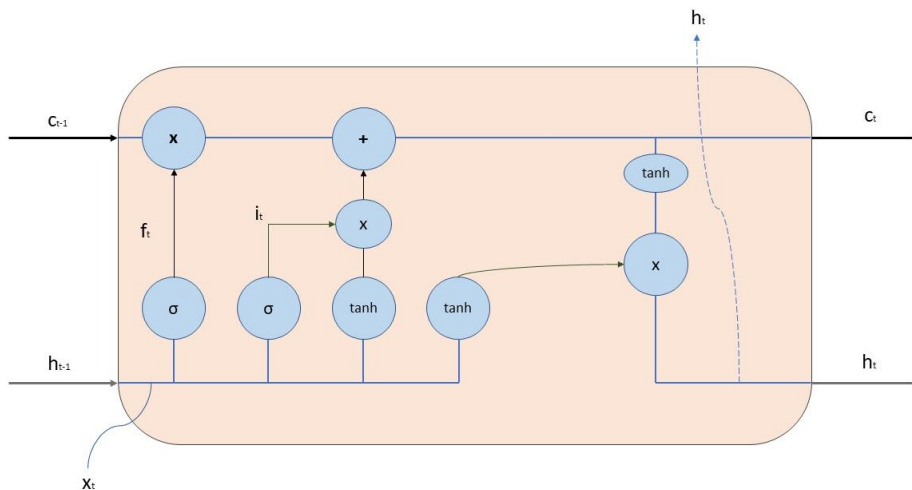 hₜ
cₜ₋₁
x
+
cₜ
tanh
fₜ
iₜ
x
x
σ
σ
tanh
tanh
hₜ₋₁
hₜ
xₜ